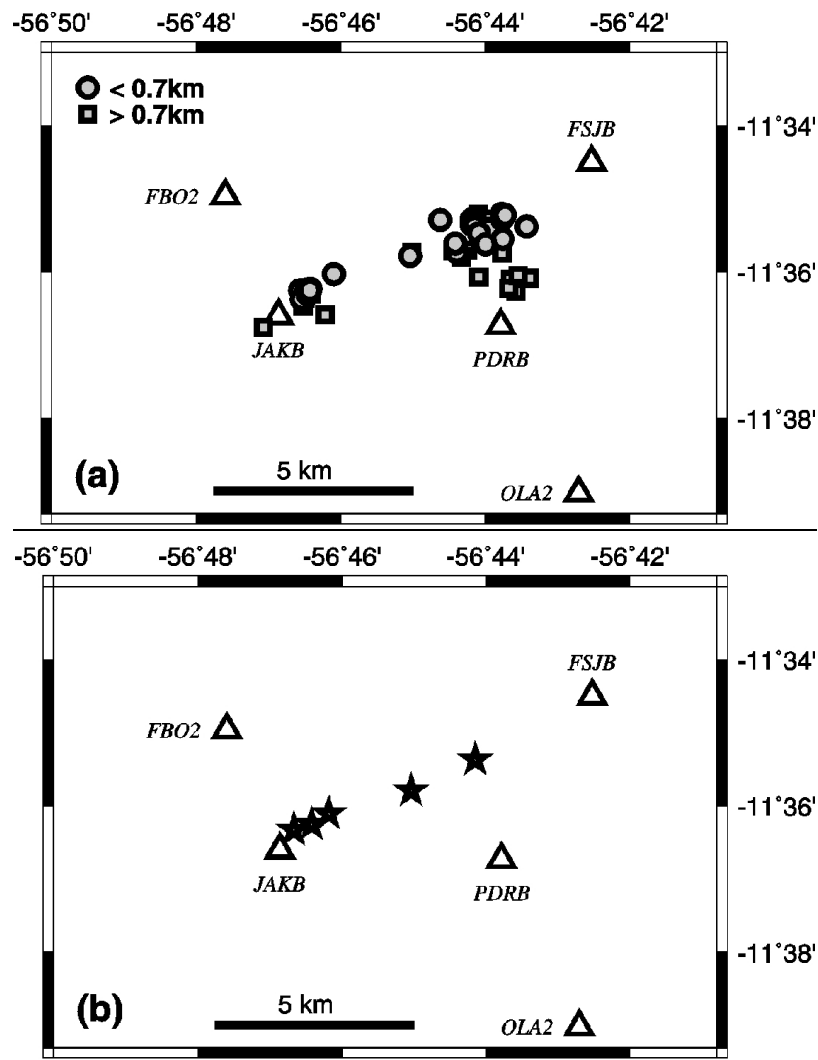 -56˚50' -56˚48' -56˚46' -56˚44' -56˚42'
< 0.7km
> 0.7km
-11˚34'
FSJB
FBO2
-11˚36'
JAKB
PDRB
-11˚38'
(a)
5 km
OLA2
-56˚50' -56˚48' -56˚46' -56˚44' -56˚42'
-11˚34'
FSJB
FBO2
-11˚36'
JAKB
PDRB
-11˚38'
(b)
5 km
OLA2